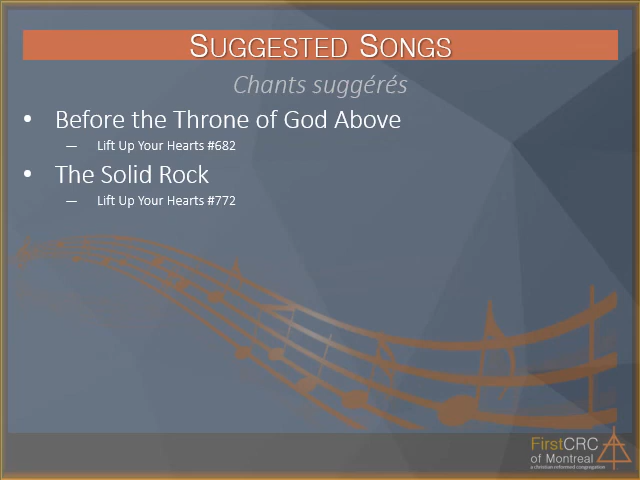 SUGGESTED SONGS
Chants suggérés
• Before the Throne of God Above
— Lift Up Your Hearts #682
• The Solid Rock
— Lift Up Your Hearts #772
FirstCRC
of Montreal
a christian reformed congregation